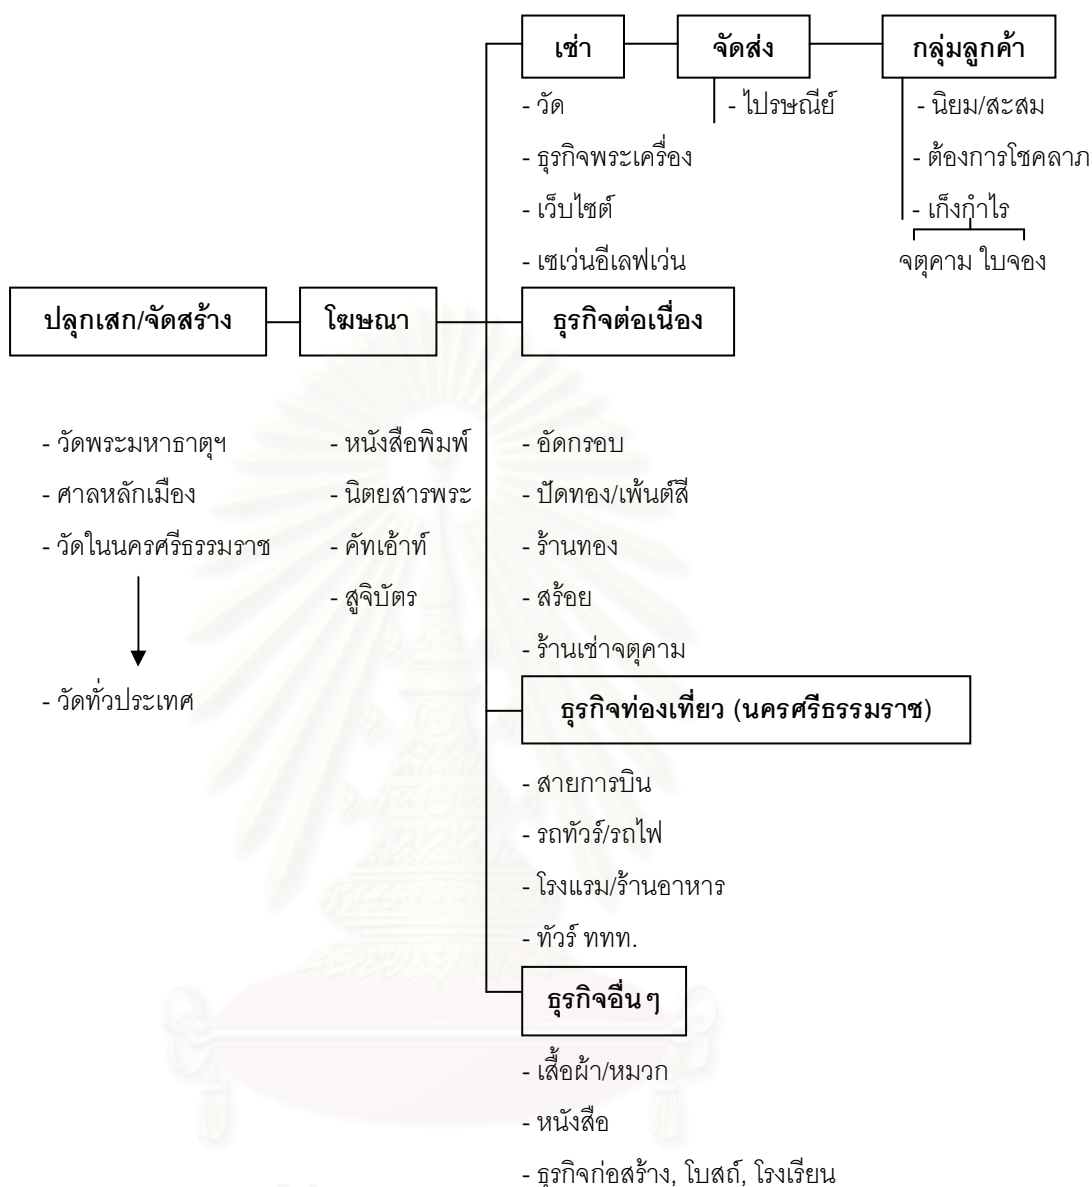 เช่า จัดส่ง กลุ่มลูกค้า
- วัด - ไปรษณีย์ - นิยม/สะสม
- ธุรกิจพระเครื่อง - ต้องการโชคลาภ
- เว็บไซต์ - เก็งกำไร
- เซเว่นอีเลฟเว่น จตุคาม ใบจอง
ปลุกเสก/จัดสร้าง โฆษณา ธุรกิจต่อเนื่อง
- วัดพระมหาธาตุฯ - หนังสือพิมพ์ - อัดกรอบ
- ศาลหลักเมือง - นิตยสารพระ - ปัดทอง/เพ้นต์สี
- วัดในนครศรีธรรมราช - คัทเอ้าท์ - ร้านทอง
- สูจิบัตร - สร้อย
- ร้านเช่าจตุคาม
- วัดทั่วประเทศ ธุรกิจท่องเที่ยว (นครศรีธรรมราช)
- สายการบิน
- รถทัวร์/รถไฟ
- โรงแรม/ร้านอาหาร
- ทัวร์ ททท.
ธุรกิจอื่นๆ
- เสื้อผ้า/หมวก
- หนังสือ
- ธุรกิจก่อสร้าง, โบสถ์, โรงเรียน